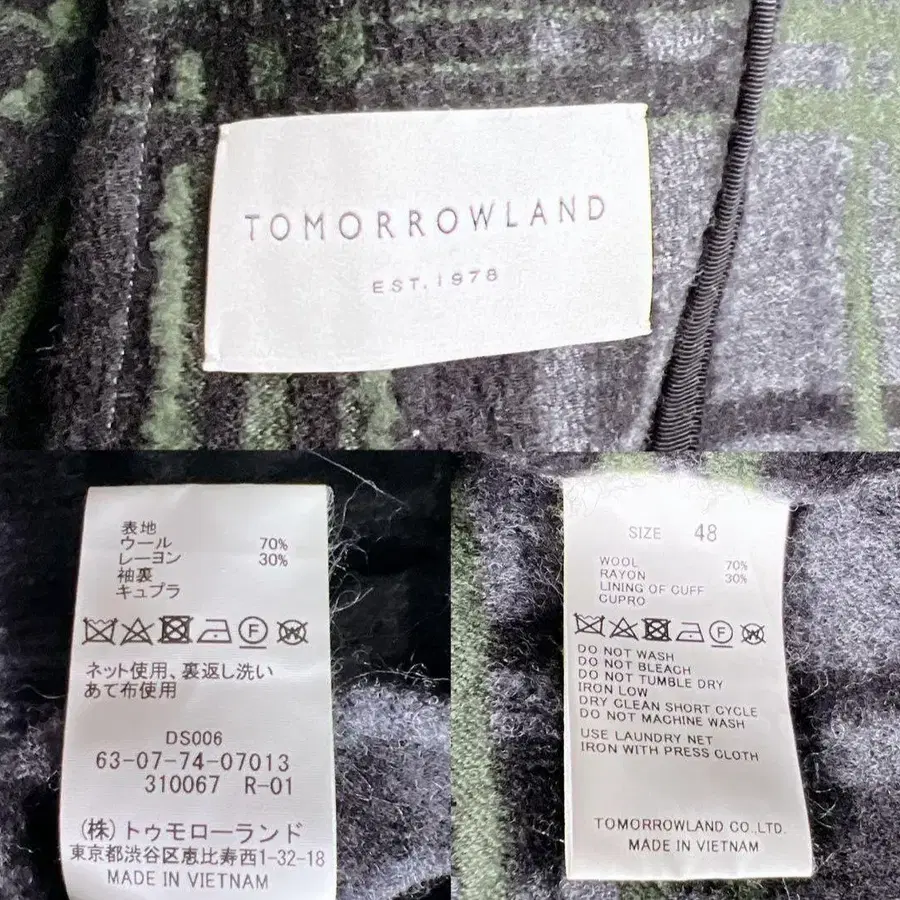 TOMORROWLAND
EST.1978
表地
ウール 70%
レーヨン 30%
袖裏
キュプラ
F W
ネット使用、裏返し洗い
あて布使用
DS006
63-07-74-07013
310067 R-01
(株)トゥモローランド
東京都渋谷区恵比寿西1-32-18
MADE IN VIETNAM
SIZE 48
WOOL 70%
RAYON 30%
LINING OF CUFF
CUPRO
F W
DO NOT WASH
DO NOT BLEACH
DO NOT TUMBLE DRY
IRON LOW
DRY CLEAN SHORT CYCLE
DO NOT MACHINE WASH
USE LAUNDRY NET
IRON WITH PRESS CLOTH
TOMORROWLAND CO.,LTD.
MADE IN VIETNAM